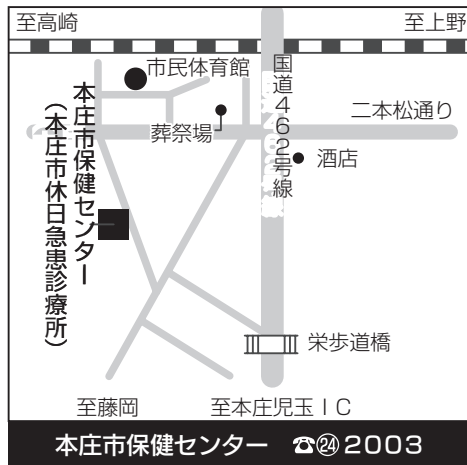 至高崎
至上野
市民体育館
国道462号線
二本松通り
葬祭場
酒店
本庄市保健センター
(本庄市休日急患診療所)
栄歩道橋
至藤岡
至本庄児玉IC
本庄市保健センター ☎㉔2003